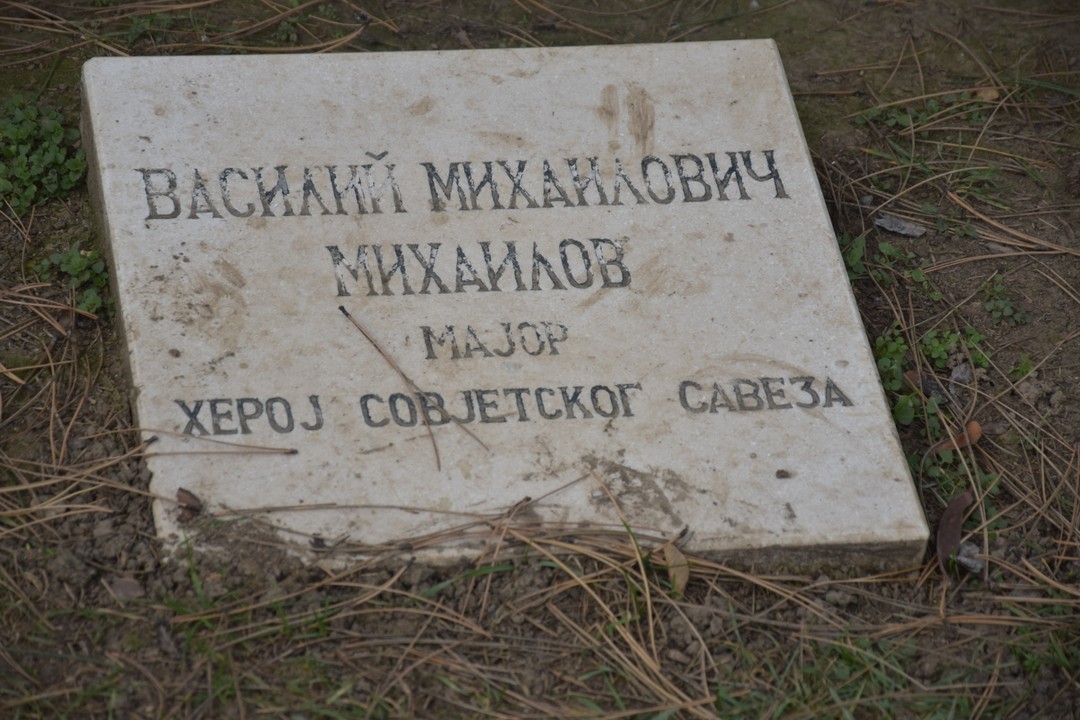 ВАСИЛИЙ МИХАИЛОВИЧ
МИХАИЛОВ
МАЈОР
ХЕРОЈ СОВЈЕТСКОГ САВЕЗА